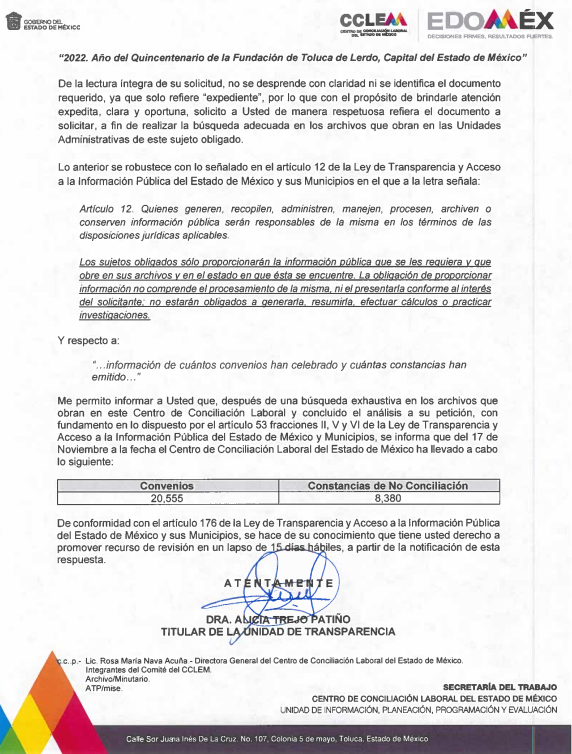 GOBIERNO DEL
ESTADO DE MÉXICO
CCLEM
CENTRO DE CONCILIACIÓN LABORAL
DEL ESTADO DE MÉXICO
EDOMÉX
DECISIONES FIRMES, RESULTADOS FUERTES.
"2022. Año del Quincentenario de la Fundación de Toluca de Lerdo, Capital del Estado de México"
De la lectura íntegra de su solicitud, no se desprende con claridad ni se identifica el documento
requerido, ya que solo refiere "expediente", por lo que con el propósito de brindarle atención
expedita, clara y oportuna, solicito a Usted de manera respetuosa refiera el documento a
solicitar, a fin de realizar la búsqueda adecuada en los archivos que obran en las Unidades
Administrativas de este sujeto obligado.
Lo anterior se robustece con lo señalado en el artículo 12 de la Ley de Transparencia y Acceso
a la Información Pública del Estado de México y sus Municipios en el que a la letra señala:
Artículo 12. Quienes generen, recopilen, administren, manejen, procesen, archiven o
conserven información pública serán responsables de la misma en los términos de las
disposiciones jurídicas aplicables.
Los sujetos obligados sólo proporcionarán la información pública que se les requiera y que
obre en sus archivos y en el estado en que ésta se encuentre. La obligación de proporcionar
información no comprende el procesamiento de la misma, ni el presentarla conforme al interés
del solicitante; no estarán obligados a generarla, resumirla, efectuar cálculos o practicar
investigaciones.
Y respecto a:
"…información de cuántos convenios han celebrado y cuántas constancias han
emitido…"
Me permito informar a Usted que, después de una búsqueda exhaustiva en los archivos que
obran en este Centro de Conciliación Laboral y concluido el análisis a su petición, con
fundamento en lo dispuesto por el artículo 53 fracciones II, V y VI de la Ley de Transparencia y
Acceso a la Información Pública del Estado de México y Municipios, se informa que del 17 de
Noviembre a la fecha el Centro de Conciliación Laboral del Estado de México ha llevado a cabo
lo siguiente:
Convenios Constancias de No Conciliación
20,555 8,380
De conformidad con el artículo 176 de la Ley de Transparencia y Acceso a la Información Pública
del Estado de México y sus Municipios, se hace de su conocimiento que tiene usted derecho a
promover recurso de revisión en un lapso de 15 días hábiles, a partir de la notificación de esta
respuesta.
ATENTAMENTE
DRA. ALICIA TREJO PATIÑO
TITULAR DE LA UNIDAD DE TRANSPARENCIA
c.c.p.- Lic. Rosa María Nava Acuña - Directora General del Centro de Conciliación Laboral del Estado de México.
Integrantes del Comité del CCLEM.
Archivo/Minutario.
ATP/mise.
SECRETARÍA DEL TRABAJO
CENTRO DE CONCILIACIÓN LABORAL DEL ESTADO DE MÉXICO
UNIDAD DE INFORMACIÓN, PLANEACIÓN, PROGRAMACIÓN Y EVALUACIÓN
Calle Sor Juana Inés De La Cruz. No. 107, Colonia 5 de mayo, Toluca. Estado de México